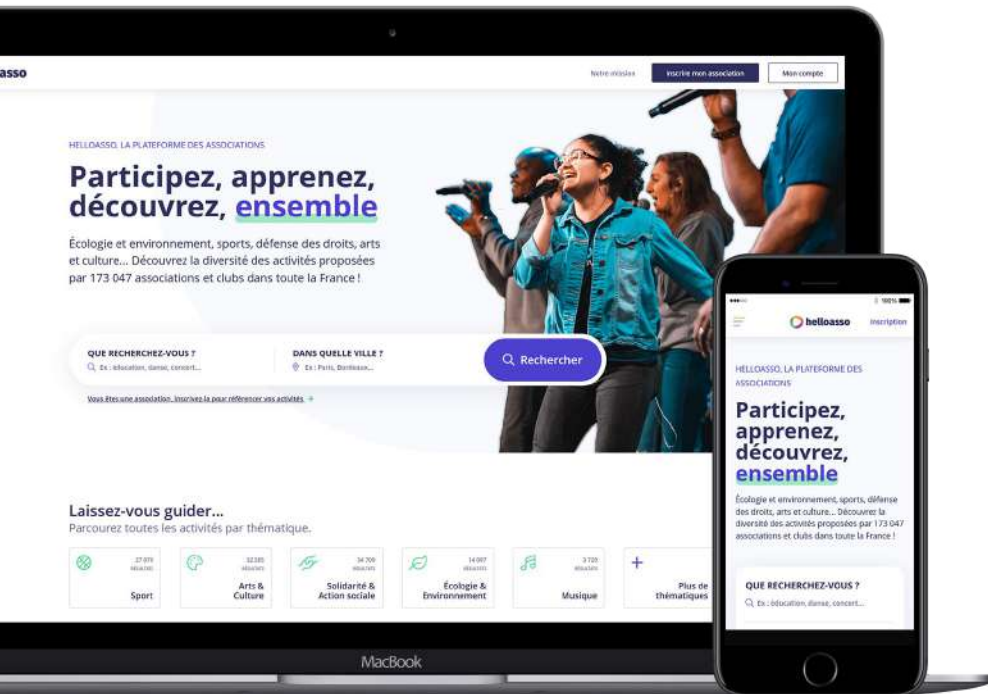 asso
Notre mission
Inscrire mon association
Mon compte
HELLOASSO, LA PLATEFORME DES ASSOCIATIONS
Participez, apprenez,
découvrez, ensemble
Écologie et environnement, sports, défense des droits, arts
et culture... Découvrez la diversité des activités proposées
par 173 047 associations et clubs dans toute la France !
QUE RECHERCHEZ-VOUS ?
Ex : éducation, danse, concert...
DANS QUELLE VILLE ?
Ex : Paris, Bordeaux...
Rechercher
Vous êtes une association, inscrivez-la pour référencer vos activités
Laissez-vous guider...
Parcourez toutes les activités par thématique.
Sport
Arts &
Culture
Solidarité &
Action sociale
Écologie &
Environnement
Musique
Plus de
thématiques
MacBook
100%
helloasso
Inscription
HELLOASSO, LA PLATEFORME DES
ASSOCIATIONS
Participez,
apprenez,
découvrez,
ensemble
Écologie et environnement, sports, défense
des droits, arts et culture... Découvrez la
diversité des activités proposées par 173 047
associations et clubs dans toute la France !
QUE RECHERCHEZ-VOUS ?
Ex : éducation, danse, concert...